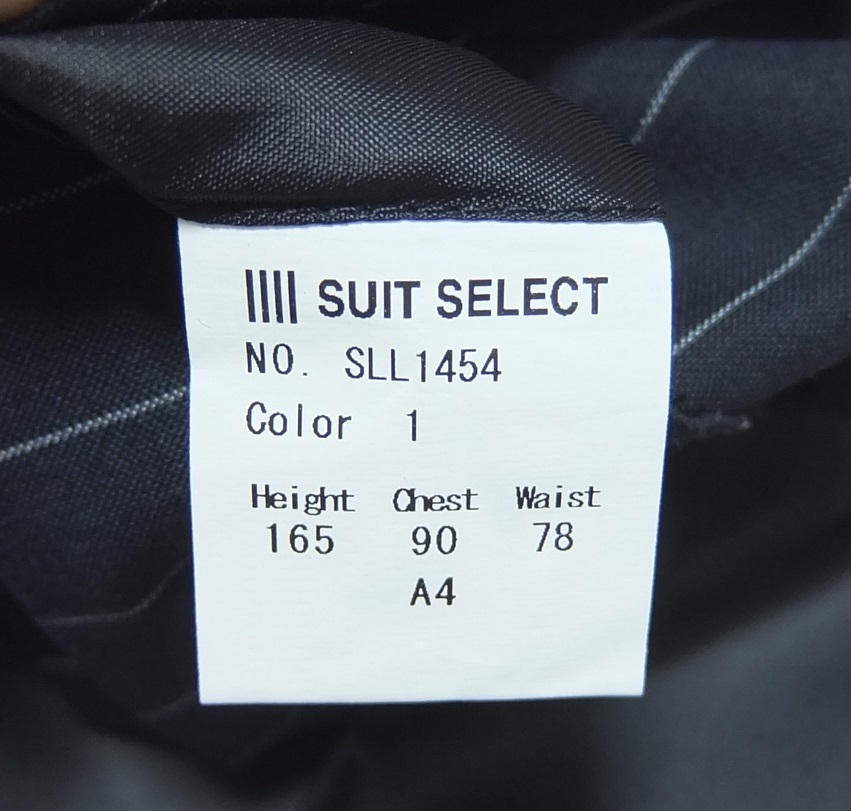 SUIT SELECT
NO. SLL1454
Color 1
Height Chest Waist
165 90 78
A4